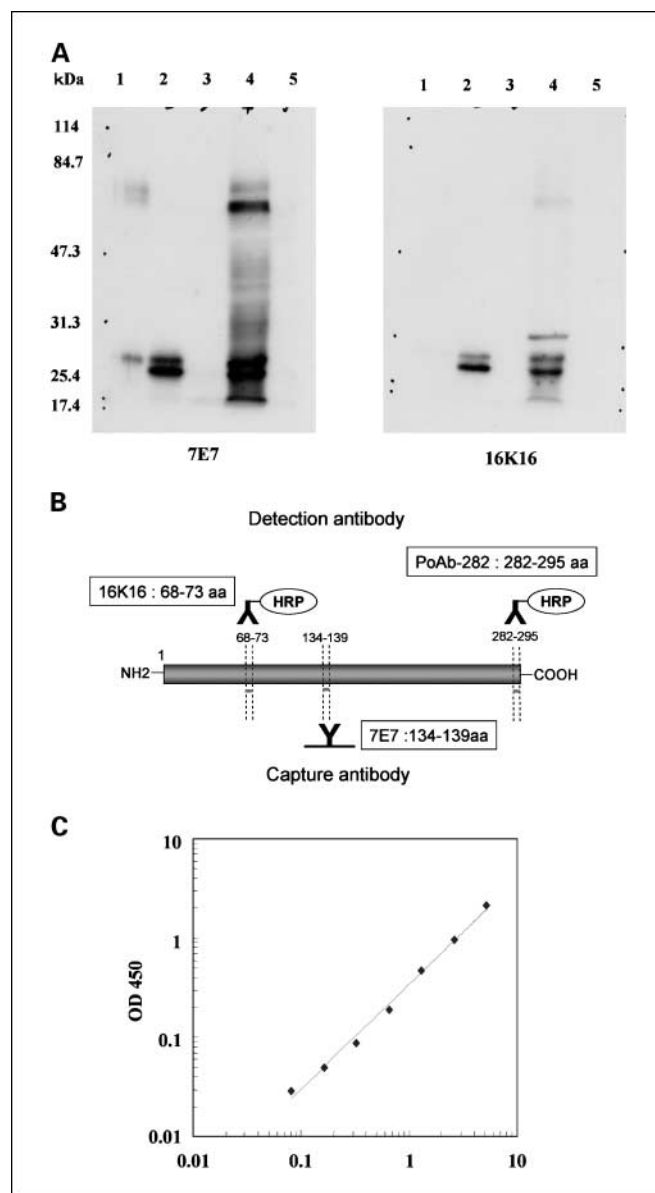 A
kDa 1 2 3 4 5 1 2 3 4 5
114
84.7
47.3
31.3
25.4
17.4
7E7 16K16
B
Detection antibody
16K16 : 68-73 aa HRP PoAb-282 : 282-295 aa HRP
1 68-73 134-139 282-295
NH2 COOH
7E7 :134-139aa
Capture antibody
C
10
1
0.1
0.01
OD 450
0.01 0.1 1 10